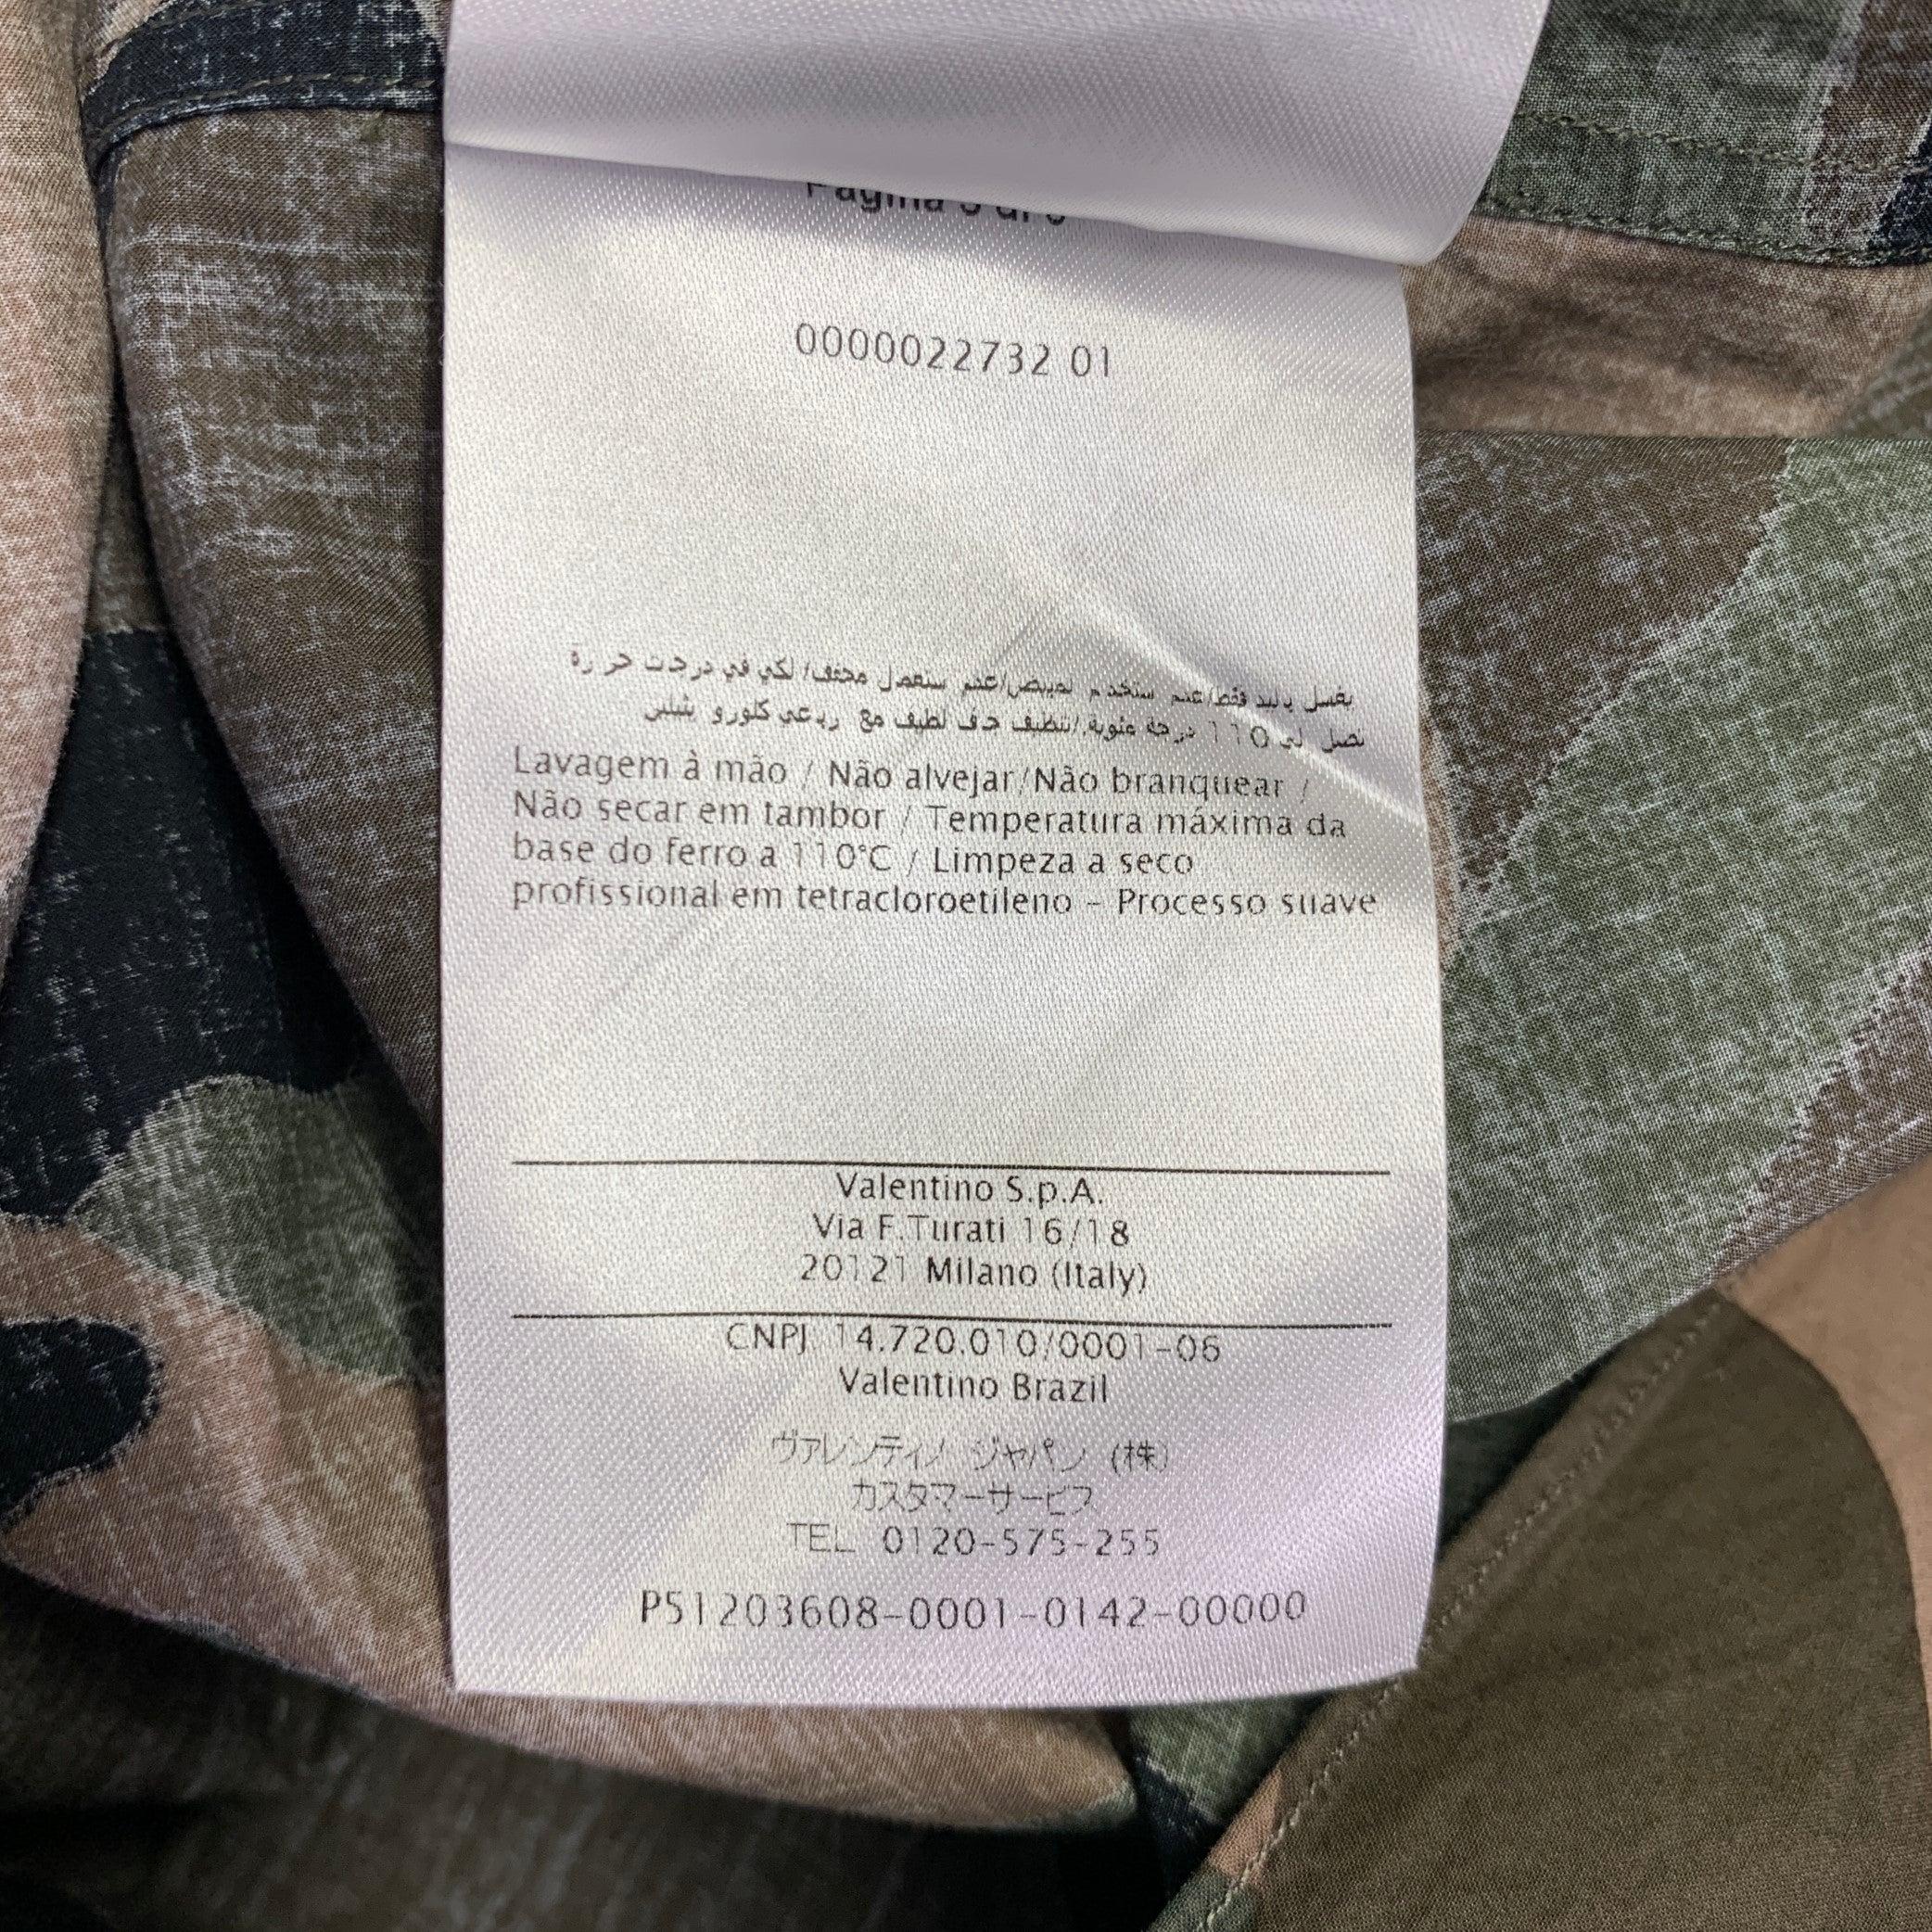 Pagina
0000022732 01
Lavagem à mão / Não alvejar/Não branquear /
Não secar em tambor / Temperatura máxima da
base do ferro a 110°C / Limpeza a seco
profissional em tetracloroetileno - Processo suave
Valentino S.p.A.
Via F.Turati 16/18
20121 Milano (Italy)
CNPJ: 14.720.010/0001-06
Valentino Brazil
ヴァレンティノ ジャパン (株)
カスタマーサービス
TEL 0120-575-255
P51203608-0001-0142-00000